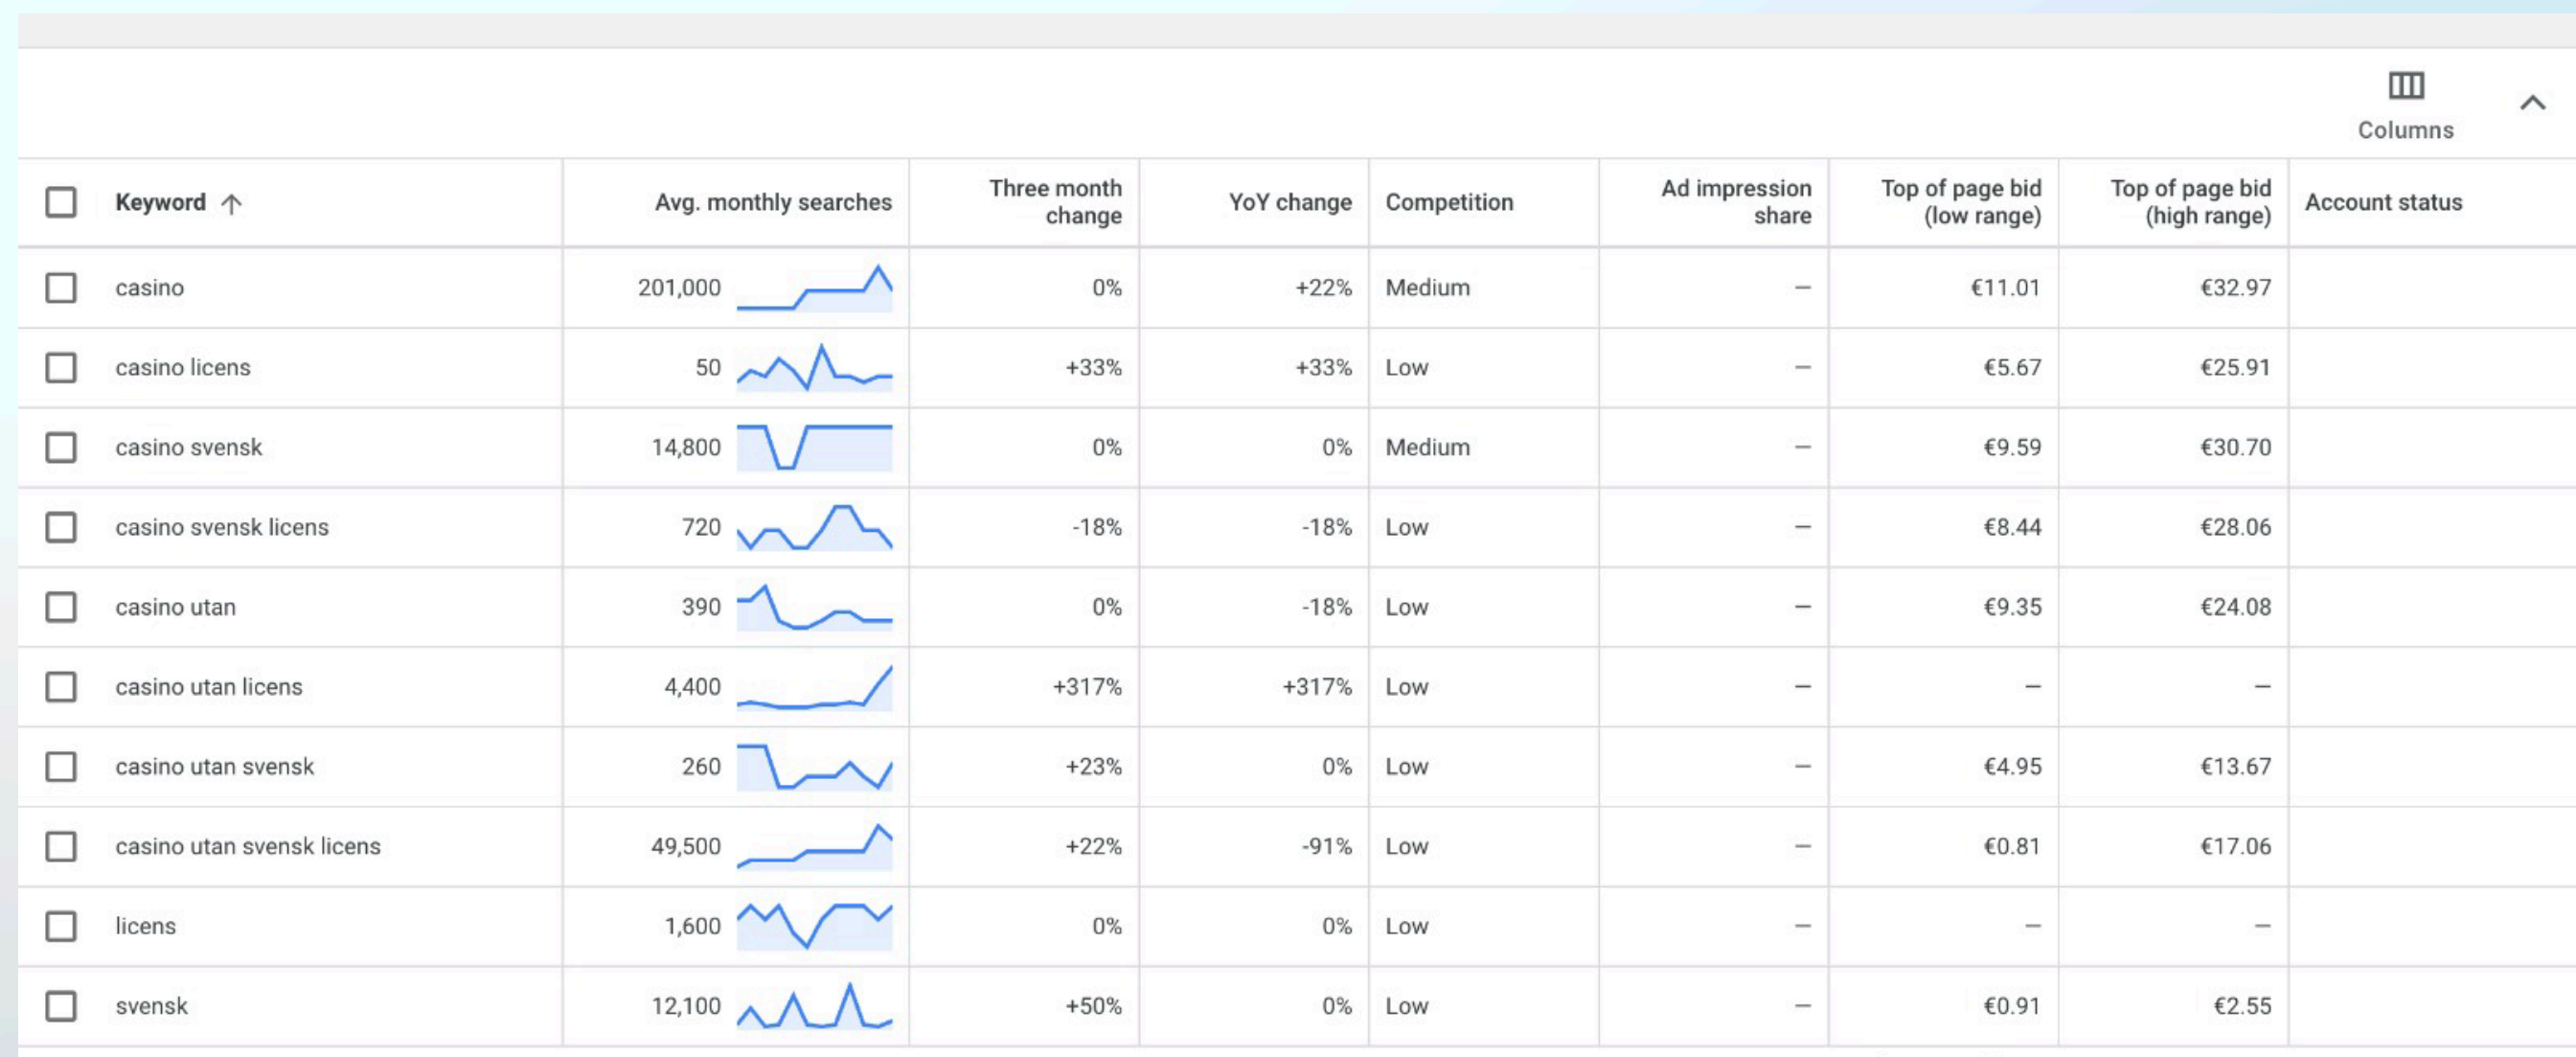 Columns
Keyword Avg. monthly searches Three month change YoY change Competition Ad impression share Top of page bid (low range) Top of page bid (high range) Account status
casino 201,000 0% +22% Medium – €11.01 €32.97
casino licens 50 +33% +33% Low – €5.67 €25.91
casino svensk 14,800 0% 0% Medium – €9.59 €30.70
casino svensk licens 720 -18% -18% Low – €8.44 €28.06
casino utan 390 0% -18% Low – €9.35 €24.08
casino utan licens 4,400 +317% +317% Low – – –
casino utan svensk 260 +23% 0% Low – €4.95 €13.67
casino utan svensk licens 49,500 +22% -91% Low – €0.81 €17.06
licens 1,600 0% 0% Low – – –
svensk 12,100 +50% 0% Low – €0.91 €2.55